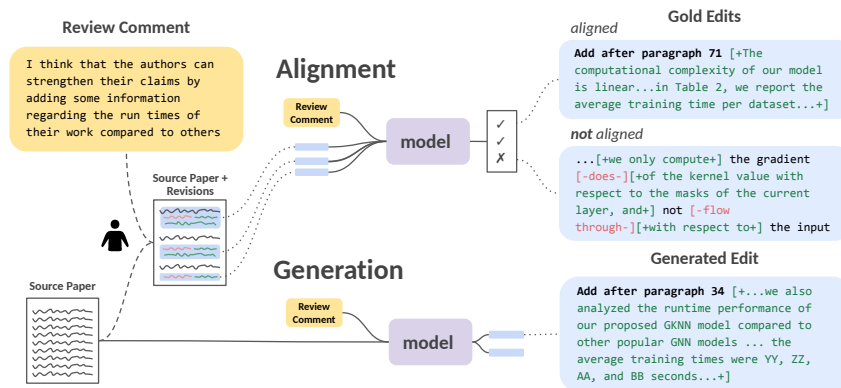 Review Comment
I think that the authors can
strengthen their claims by
adding some information
regarding the run times of
their work compared to others
Source Paper +
Revisions
Source Paper
Alignment
Review
Comment
model
✓
✓
✗
Generation
Review
Comment
model
Gold Edits
aligned
Add after paragraph 71 [+The
computational complexity of our model
is linear...in Table 2, we report the
average training time per dataset...+]
not aligned
...[+we only compute+] the gradient
[-does-][+of the kernel value with
respect to the masks of the current
layer, and+] not [-flow
through-][+with respect to+] the input
Generated Edit
Add after paragraph 34 [+...we also
analyzed the runtime performance of
our proposed GKNN model compared to
other popular GNN models ... the
average training times were YY, ZZ,
AA, and BB seconds...+]